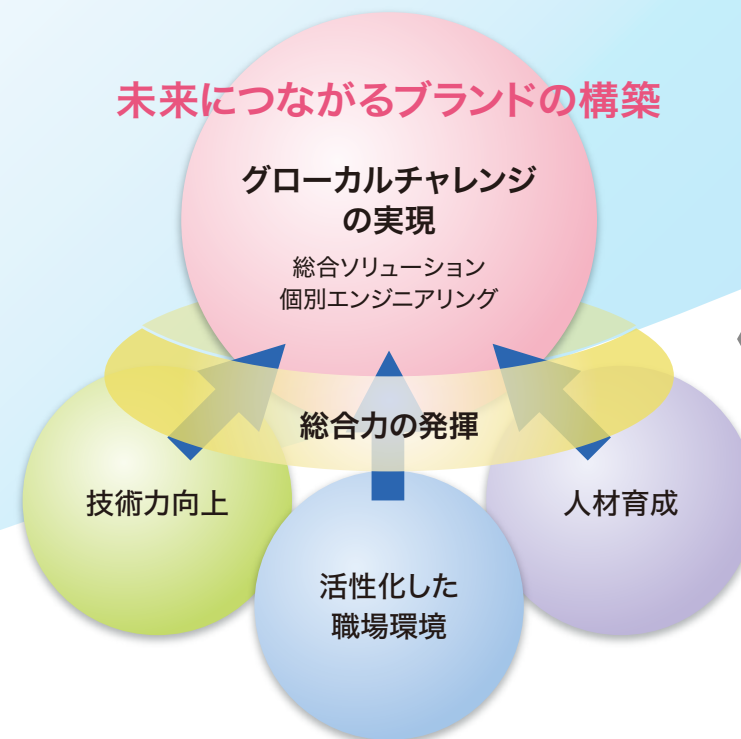 未来につながるブランドの構築
グローカルチャレンジ
の実現
総合ソリューション
個別エンジニアリング
総合力の発揮
技術力向上
人材育成
活性化した
職場環境